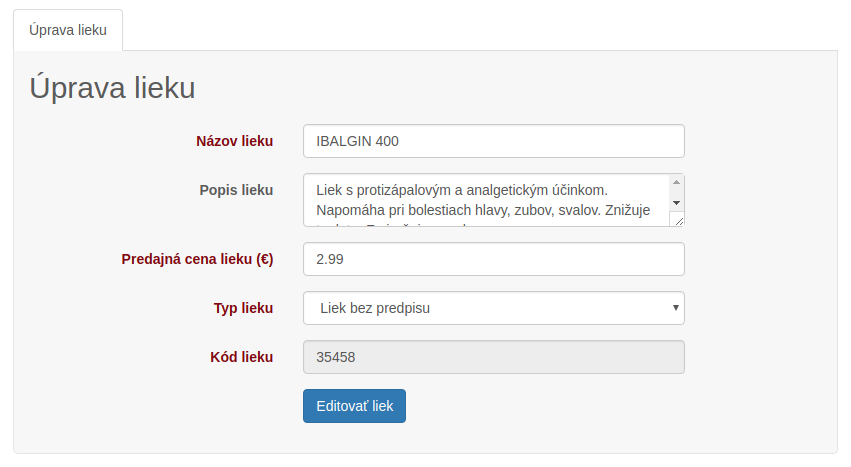 Úprava lieku
Úprava lieku
Názov lieku
IBALGIN 400
Popis lieku
Liek s protizápalovým a analgetickým účinkom.
Napomáha pri bolestiach hlavy, zubov, svalov. Znižuje
Predajná cena lieku (€)
2.99
Typ lieku
Liek bez predpisu
Kód lieku
35458
Editovať liek